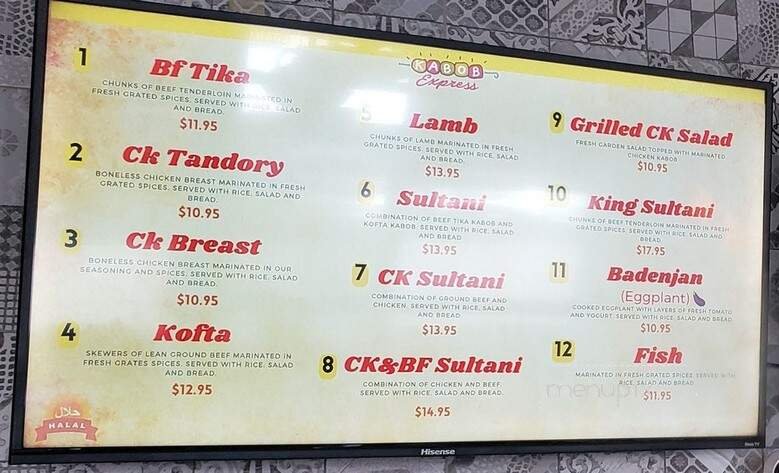 KABOB
Express
1
Bf Tika
CHUNKS OF BEEF TENDERLOIN MARINATED IN
FRESH GRATED SPICES. SERVED WITH RICE, SALAD
AND BREAD.
$11.95
2
Ck Tandory
BONELESS CHICKEN BREAST MARINATED IN FRESH
GRATED SPICES, SERVED WITH RICE, SALAD AND
BREAD.
$10.95
3
Ck Breast
BONELESS CHICKEN BREAST MARINATED IN OUR
SEASONING AND SPICES, SERVED WITH RICE, SALAD
AND BREAD.
$10.95
4
Kofta
SKEWERS OF LEAN GROUND BEEF MARINATED IN
FRESH GRATES SPICES. SERVED WITH RICE, SALAD
AND BREAD.
$12.95
حلال
HALAL
5
Lamb
CHUNKS OF LAMB MARINATED IN FRESH
GRATED SPICES, SERVED WITH RICE, SALAD
AND BREAD.
$13.95
6
Sultani
COMBINATION OF BEEF TIKA KABOB AND
KOFTA KABOB. SERVED WITH RICE, SALAD
AND BREAD
$13.95
7
CK Sultani
COMBINATION OF GROUND BEEF AND
CHICKEN, SERVED WITH RICE, SALAD
AND BREAD.
$13.95
8
CK&BF Sultani
COMBINATION OF CHICKEN AND BEEF,
SERVED WITH RICE, SALAD AND BREAD.
$14.95
9
Grilled CK Salad
FRESH GARDEN SALAD TOPPED WITH MARINATED
CHICKEN KABOB
$10.95
10
King Sultani
CHUNKS OF BEEF TENDERLOIN MARINATED IN FRESH
GRATED SPICES, SERVED WITH RICE, SALAD AND
BREAD
$17.95
11
Badenjan
(Eggplant)
COOKED EGGPLANT WITH LAYERS OF FRESH TOMATO
AND YOGURT. SERVED WITH RICE, SALAD AND BREAD.
$10.95
12
Fish
MARINATED IN FRESH GRATED SPICES, SERVED WITH
RICE, SALAD AND BREAD.
$11.95
Hisense
Roku TV